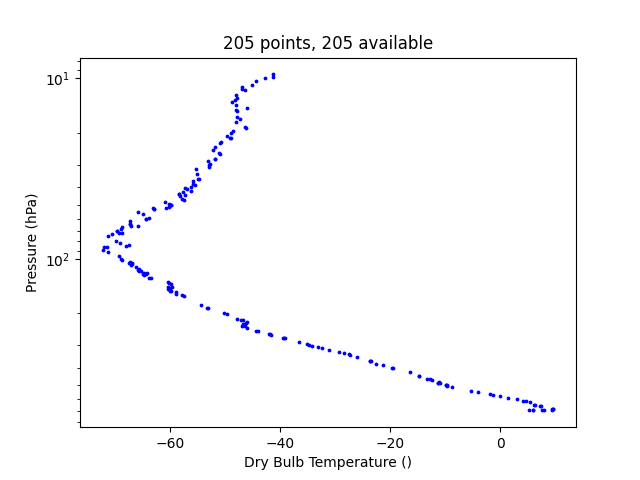 205 points, 205 available
10¹
10²
Pressure (hPa)
−60
−40
−20
0
Dry Bulb Temperature ()